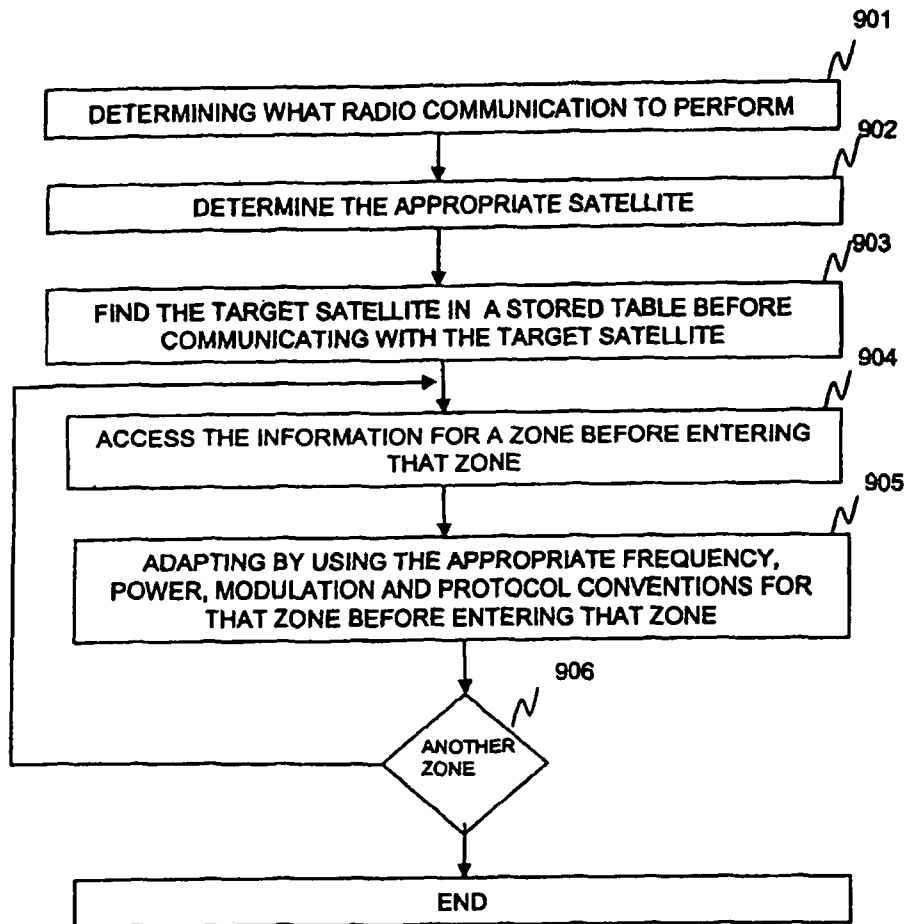 901
DETERMINING WHAT RADIO COMMUNICATION TO PERFORM
902
DETERMINE THE APPROPRIATE SATELLITE
903
FIND THE TARGET SATELLITE IN A STORED TABLE BEFORE
COMMUNICATING WITH THE TARGET SATELLITE
904
ACCESS THE INFORMATION FOR A ZONE BEFORE ENTERING
THAT ZONE
905
ADAPTING BY USING THE APPROPRIATE FREQUENCY,
POWER, MODULATION AND PROTOCOL CONVENTIONS FOR
THAT ZONE BEFORE ENTERING THAT ZONE
906
ANOTHER
ZONE
END